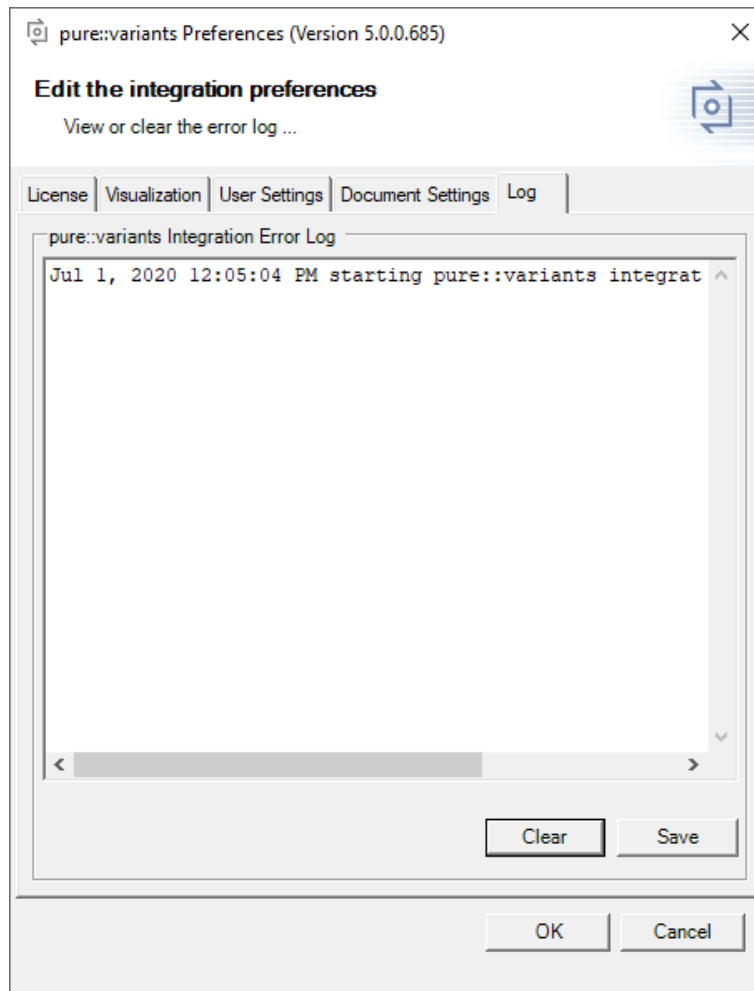 pure::variants Preferences (Version 5.0.0.685)
Edit the integration preferences
View or clear the error log ...
License Visualization User Settings Document Settings Log
pure::variants Integration Error Log
Jul 1, 2020 12:05:04 PM starting pure::variants integrat
Clear Save
OK Cancel